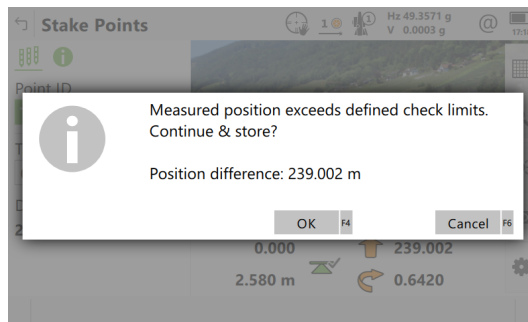 Stake Points
1
1
Hz 49.3571 g
V 0.0003 g
@
Point ID
Measured position exceeds defined check limits.
Continue & store?
Position difference: 239.002 m
OK F4
Cancel F6
0.000
239.002
2.580 m
0.6420